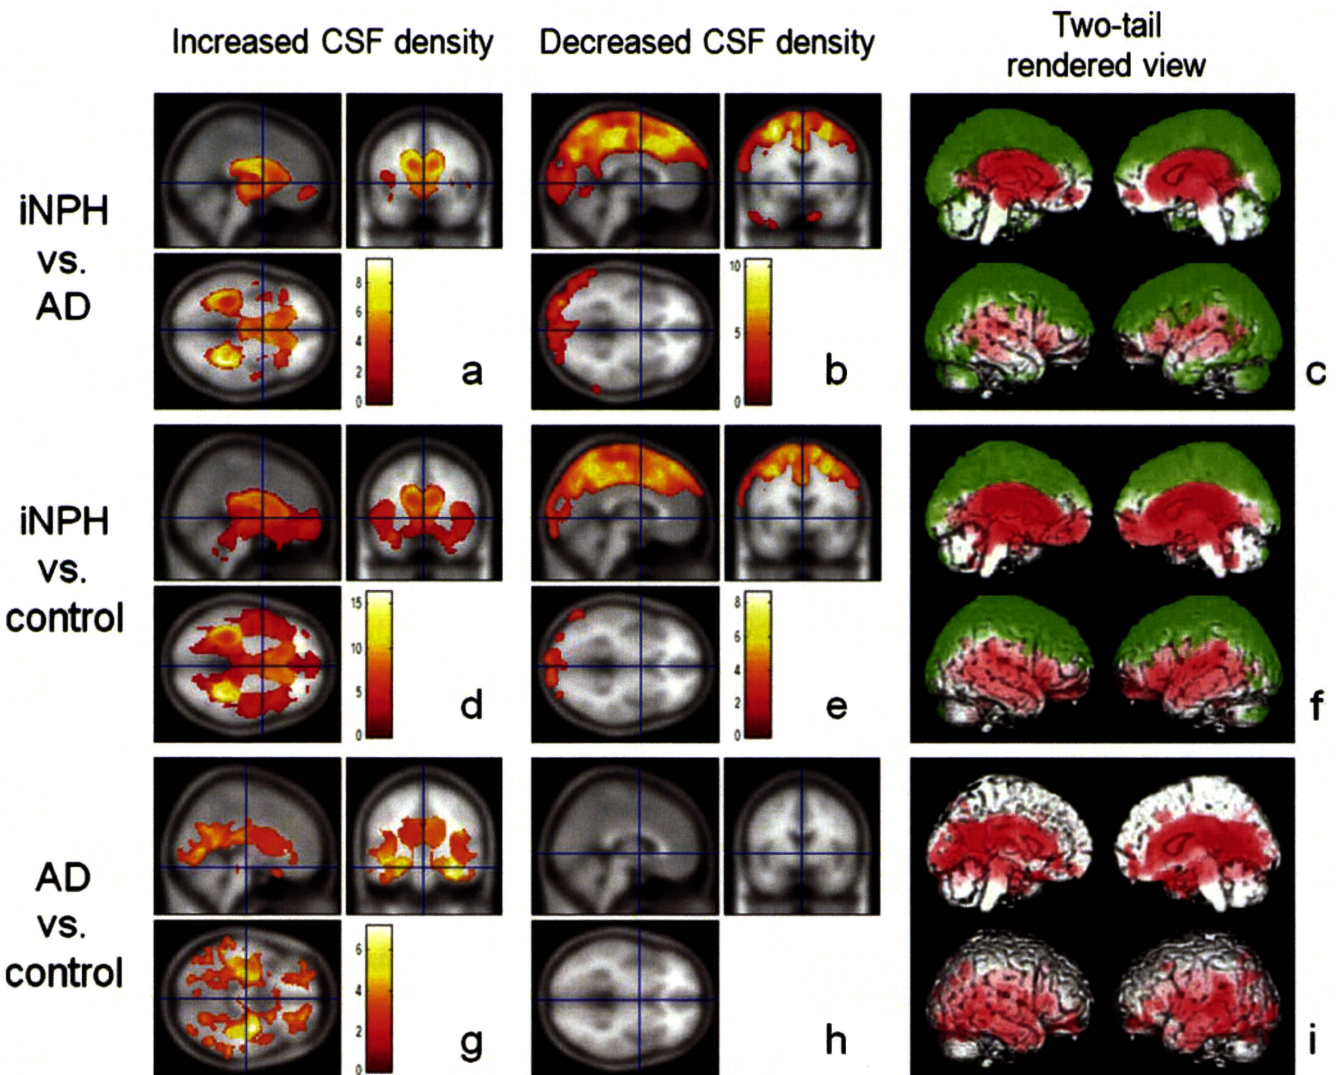 Increased CSF density
Decreased CSF density
Two-tail
rendered view
iNPH
vs.
AD
8
6
4
2
0
a
10
5
0
b
c
iNPH
vs.
control
15
10
5
0
d
8
6
4
2
0
e
f
AD
vs.
control
6
4
2
0
g
h
i